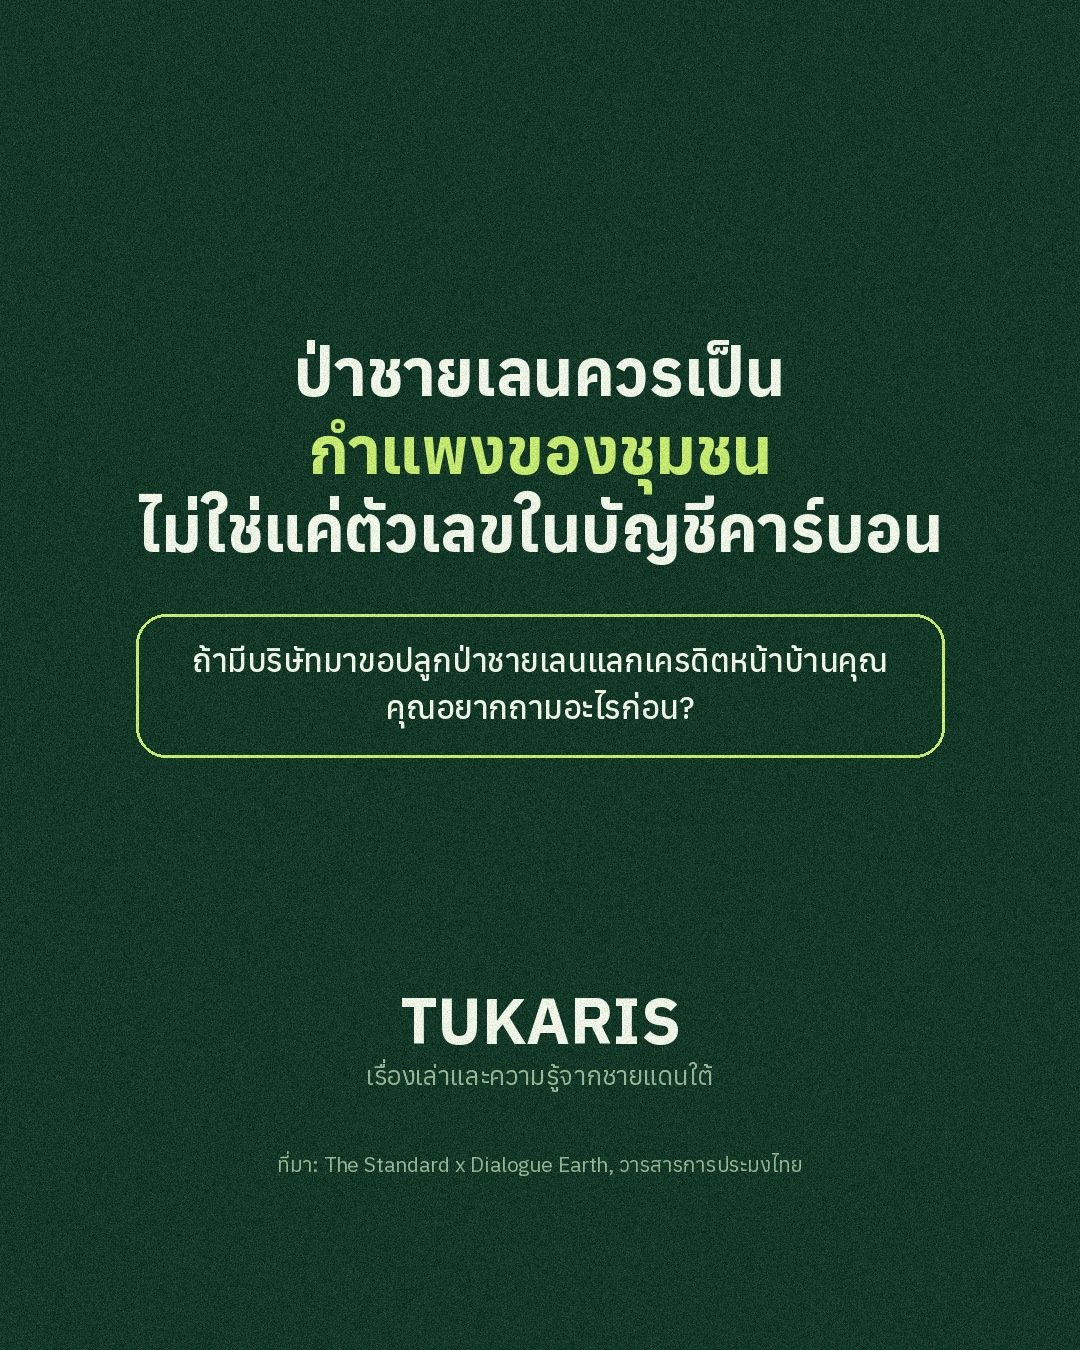 ป่าชายเลนควรเป็น
กำแพงของชุมชน
ไม่ใช่แค่ตัวเลขในบัญชีคาร์บอน
ถ้ามีบริษัทมาขอปลูกป่าชายเลนแลกเครดิตหน้าบ้านคุณ
คุณอยากถามอะไรก่อน?
TUKARIS
เรื่องเล่าและความรู้จากชายแดนใต้
ที่มา: The Standard x Dialogue Earth, วารสารการประมงไทย